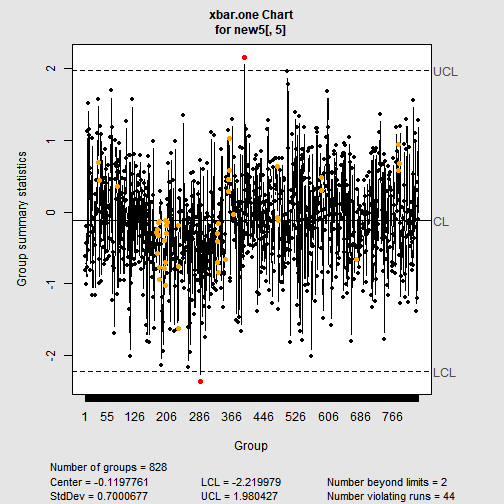 xbar.one Chart
for new5[, 5]
Group summary statistics
2
1
0
-1
-2
UCL
CL
LCL
1 55 126 206 286 366 446 526 606 686 766
Group
Number of groups = 828
Center = -0.1197761 LCL = -2.219979 Number beyond limits = 2
StdDev = 0.7000677 UCL = 1.980427 Number violating runs = 44